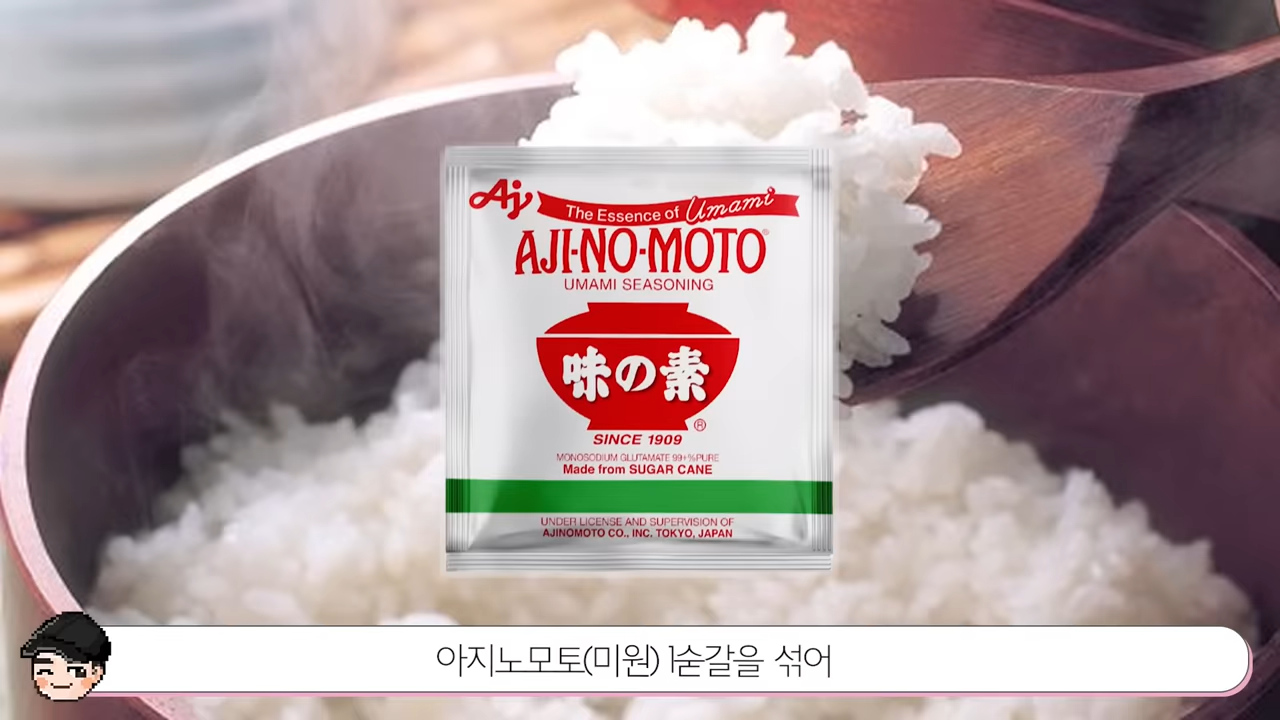 Aj
The Essence of Umami
AJI-NO-MOTO®
UMAMI SEASONING
味の素
®
SINCE 1909
MONOSODIUM GLUTAMATE 99+%PURE
Made from SUGAR CANE
UNDER LICENSE AND SUPERVISION OF
AJINOMOTO CO., INC. TOKYO, JAPAN
아지노모토(미원) 1숟갈을 섞어